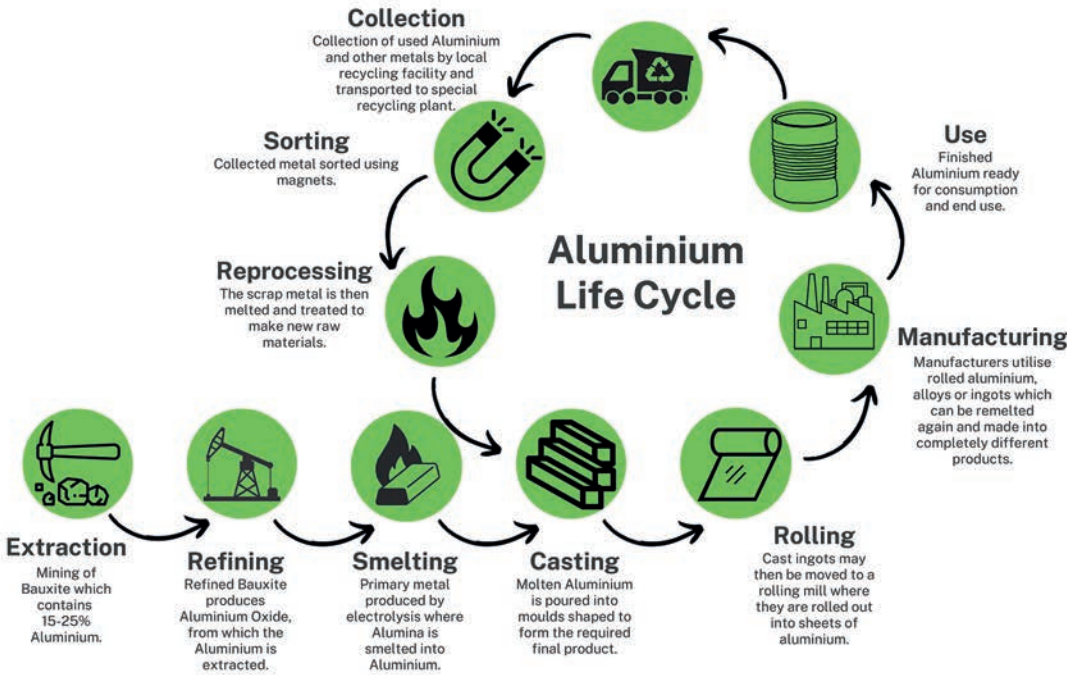 Collection
Collection of used Aluminium
and other metals by local
recycling facility and
transported to special
recycling plant.
Sorting
Collected metal sorted using
magnets.
Use
Finished
Aluminium ready
for consumption
and end use.
Aluminium
Life Cycle
Reprocessing
The scrap metal is then
melted and treated to
make new raw
materials.
Manufacturing
Manufacturers utilise
rolled aluminium,
alloys or ingots which
can be remelted
again and made into
completely different
products.
Extraction
Mining of
Bauxite which
contains
15-25%
Aluminium.
Refining
Refined Bauxite
produces
Aluminium Oxide,
from which the
Aluminium is
extracted.
Smelting
Primary metal
produced by
electrolysis where
Alumina is
smelted into
Aluminium.
Casting
Molten Aluminium
is poured into
moulds shaped to
form the required
final product.
Rolling
Cast ingots may
then be moved to a
rolling mill where
they are rolled out
into sheets of
aluminium.